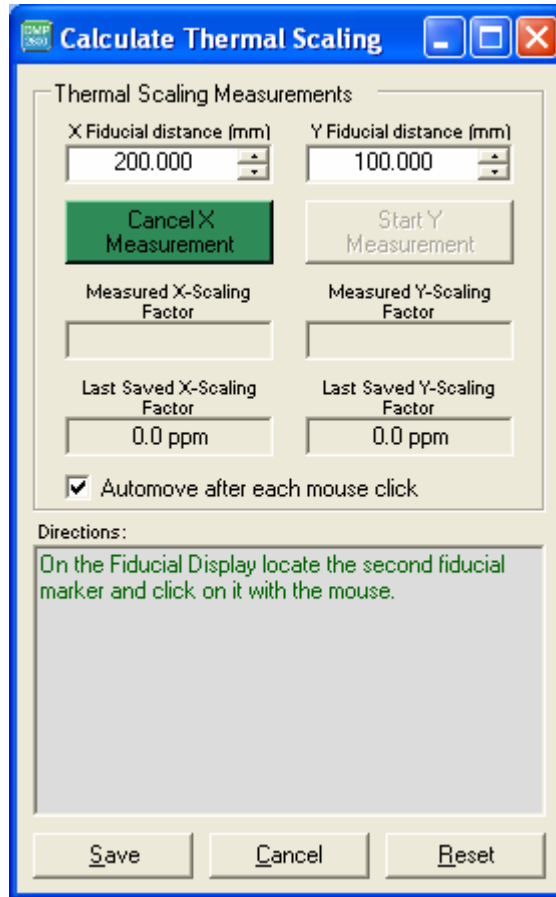 DMP
Calculate Thermal Scaling
Thermal Scaling Measurements
X Fiducial distance (mm)
Y Fiducial distance (mm)
200.000
100.000
Cancel X
Measurement
Start Y
Measurement
Measured X-Scaling
Factor
Measured Y-Scaling
Factor
Last Saved X-Scaling
Factor
Last Saved Y-Scaling
Factor
0.0 ppm
0.0 ppm
Automove after each mouse click
Directions:
On the Fiducial Display locate the second fiducial
marker and click on it with the mouse.
Save
Cancel
Reset